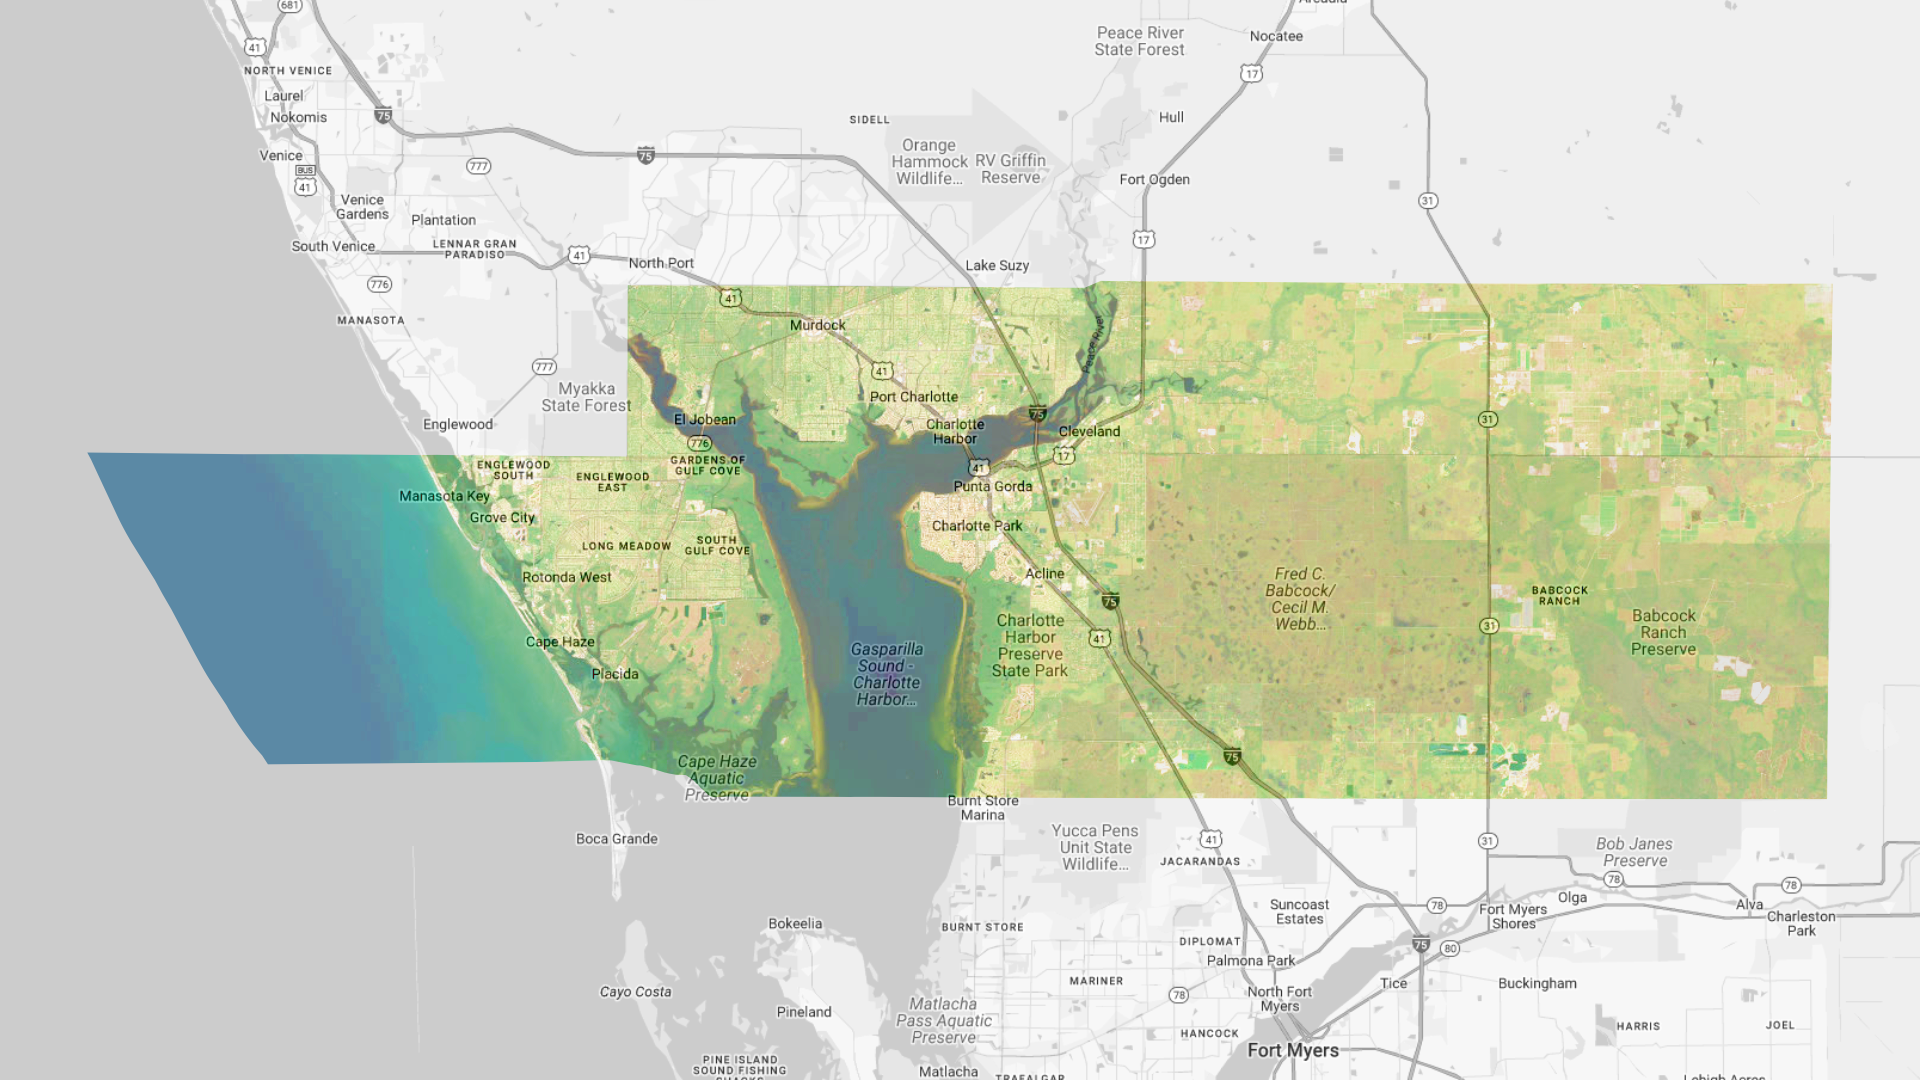 681
Arcadia
Peace River
State Forest
Nocatee
41
17
NORTH VENICE
Laurel
75
Nokomis
Hull
SIDELL
Orange
Hammock
Wildlife...
RV Griffin
Reserve
Venice
75
777
BUS
41
Fort Ogden
Venice
Gardens
31
Plantation
17
South Venice
LENNAR GRAN
PARADISO
41
North Port
Lake Suzy
776
41
MANASOTA
Murdock
Peace River
777
41
Myakka
State Forest
Port Charlotte
75
31
El Jobean
Englewood
Charlotte
Harbor
Cleveland
776
17
GARDENS OF
GULF COVE
ENGLEWOOD
SOUTH
41
ENGLEWOOD
EAST
Punta Gorda
Manasota Key
Grove City
Charlotte Park
LONG MEADOW
SOUTH
GULF COVE
Rotonda West
Acline
Fred C.
Babcock/
Cecil M.
Webb...
75
BABCOCK
RANCH
31
Babcock
Ranch
Preserve
Charlotte
Harbor
Preserve
State Park
41
Cape Haze
Gasparilla
Sound -
Charlotte
Harbor...
Placida
75
Cape Haze
Aquatic
Preserve
Burnt Store
Marina
Boca Grande
Yucca Pens
Unit State
Wildlife...
41
31
JACARANDAS
Bob Janes
Preserve
78
78
Suncoast
Estates
78
Olga
Alva
Fort Myers
Shores
Charleston
Park
Bokeelia
BURNT STORE
DIPLOMAT
75
80
Palmona Park
MARINER
Tice
Buckingham
Cayo Costa
78
North Fort
Myers
Pineland
Matlacha
Pass Aquatic
Preserve
HANCOCK
HARRIS
JOEL
Fort Myers
PINE ISLAND
SOUND FISHING
SHACKS
Matlacha
TRAFALGAR
Lehigh Acres